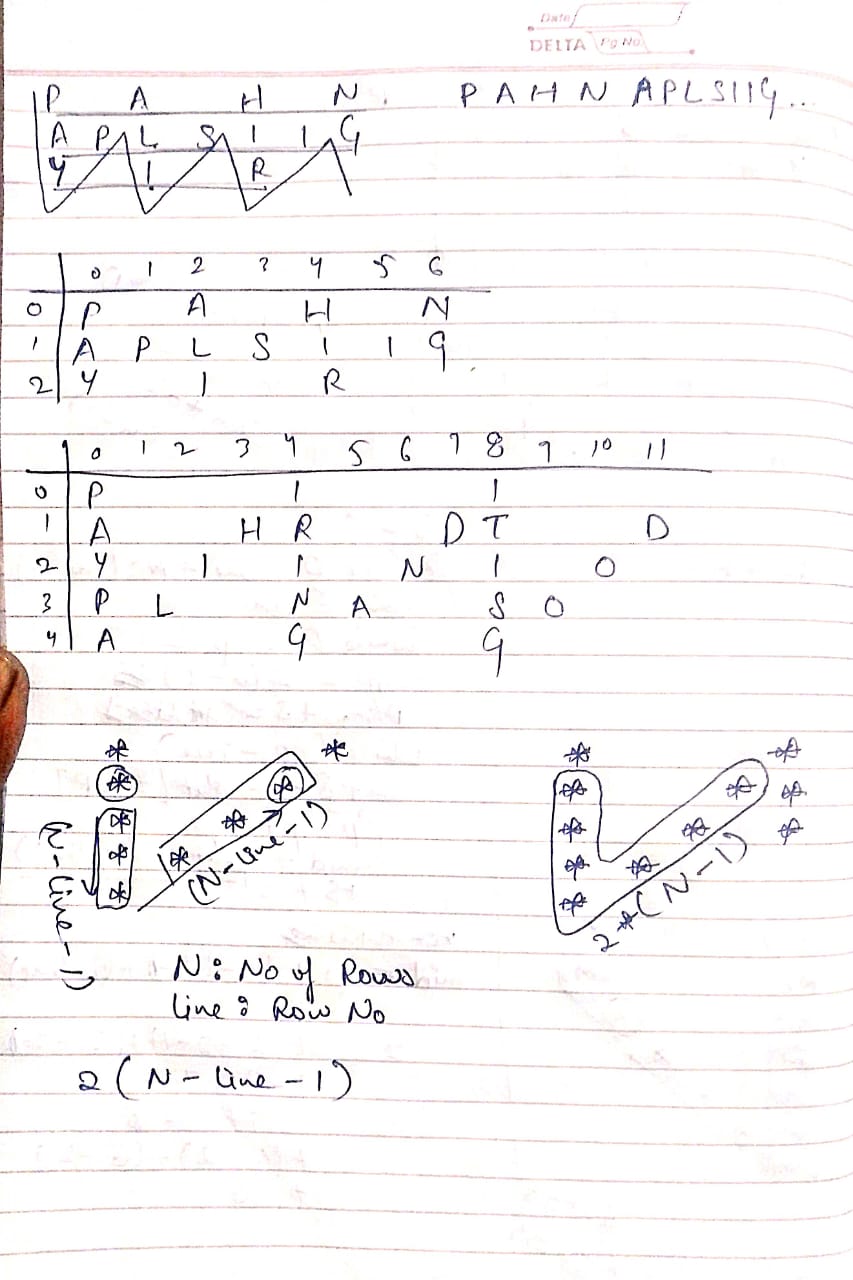 Date
DELTA Pg No
P A H N . P A H N A P L S I I G ...
A P L S I I G
Y I R
0 1 2 3 4 5 6
0 P A H N
1 A P L S I I G
2 Y I R
0 1 2 3 4 5 6 7 8 9 10 11
0 P I I
1 A H R D T D
2 Y I I N I O
3 P L N A S O
4 A G G
* * * *
* * * *
* * * *
* * * *
* *
(N-line-1) (N-line-1) 2*(N-1)
N: No of Rows
line: Row No
2 (N - line - 1)